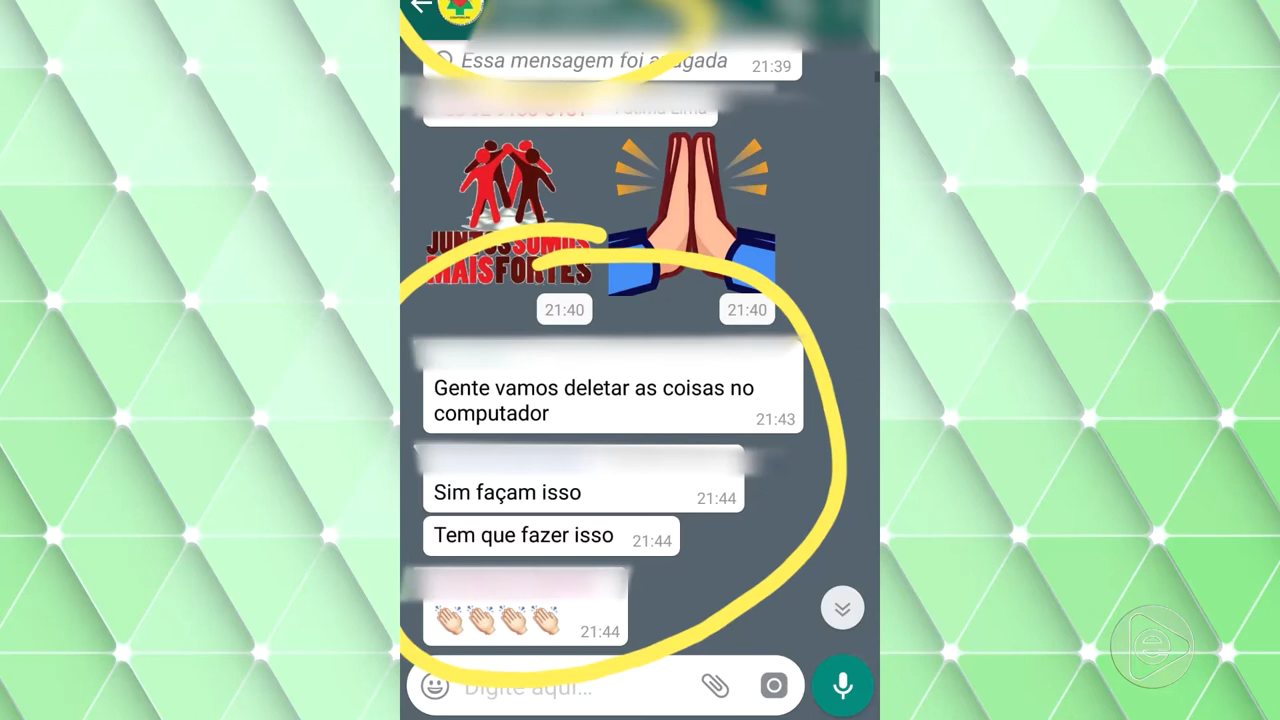 Essa mensagem foi apagada 21:39
JUNTOS SOMOS
MAIS FORTES
21:40
21:40
Gente vamos deletar as coisas no
computador
21:43
Sim façam isso
21:44
Tem que fazer isso 21:44
21:44
Digite aqui...
e